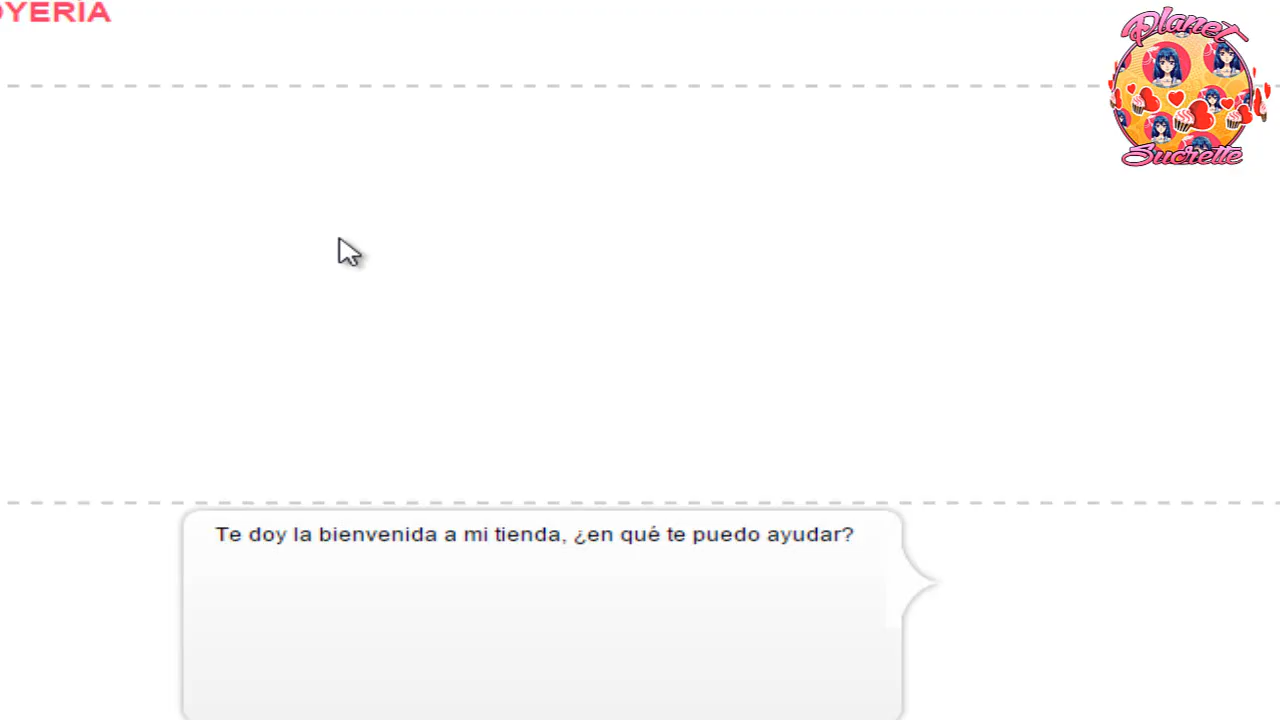 OYERÍA
Planet
Sucrette
Te doy la bienvenida a mi tienda, ¿en qué te puedo ayudar?